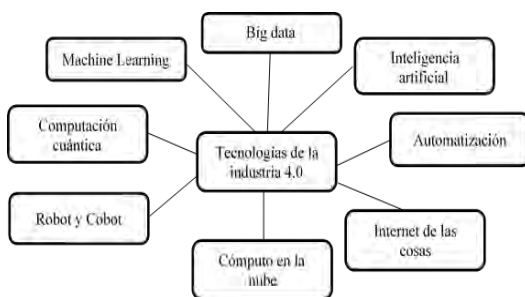 Big data
Machine Learning
Inteligencia
artificial
Computación
cuántica
Tecnologías de la
industria 4.0
Automatización
Robot y Cobot
Internet de las
cosas
Cómputo en la
nube